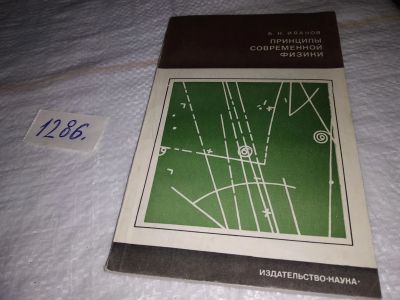 В. Г. ИВАНОВ
ПРИНЦИПЫ
СОВРЕМЕННОЙ
ФИЗИКИ
1286.
ИЗДАТЕЛЬСТВО•НАУКА•